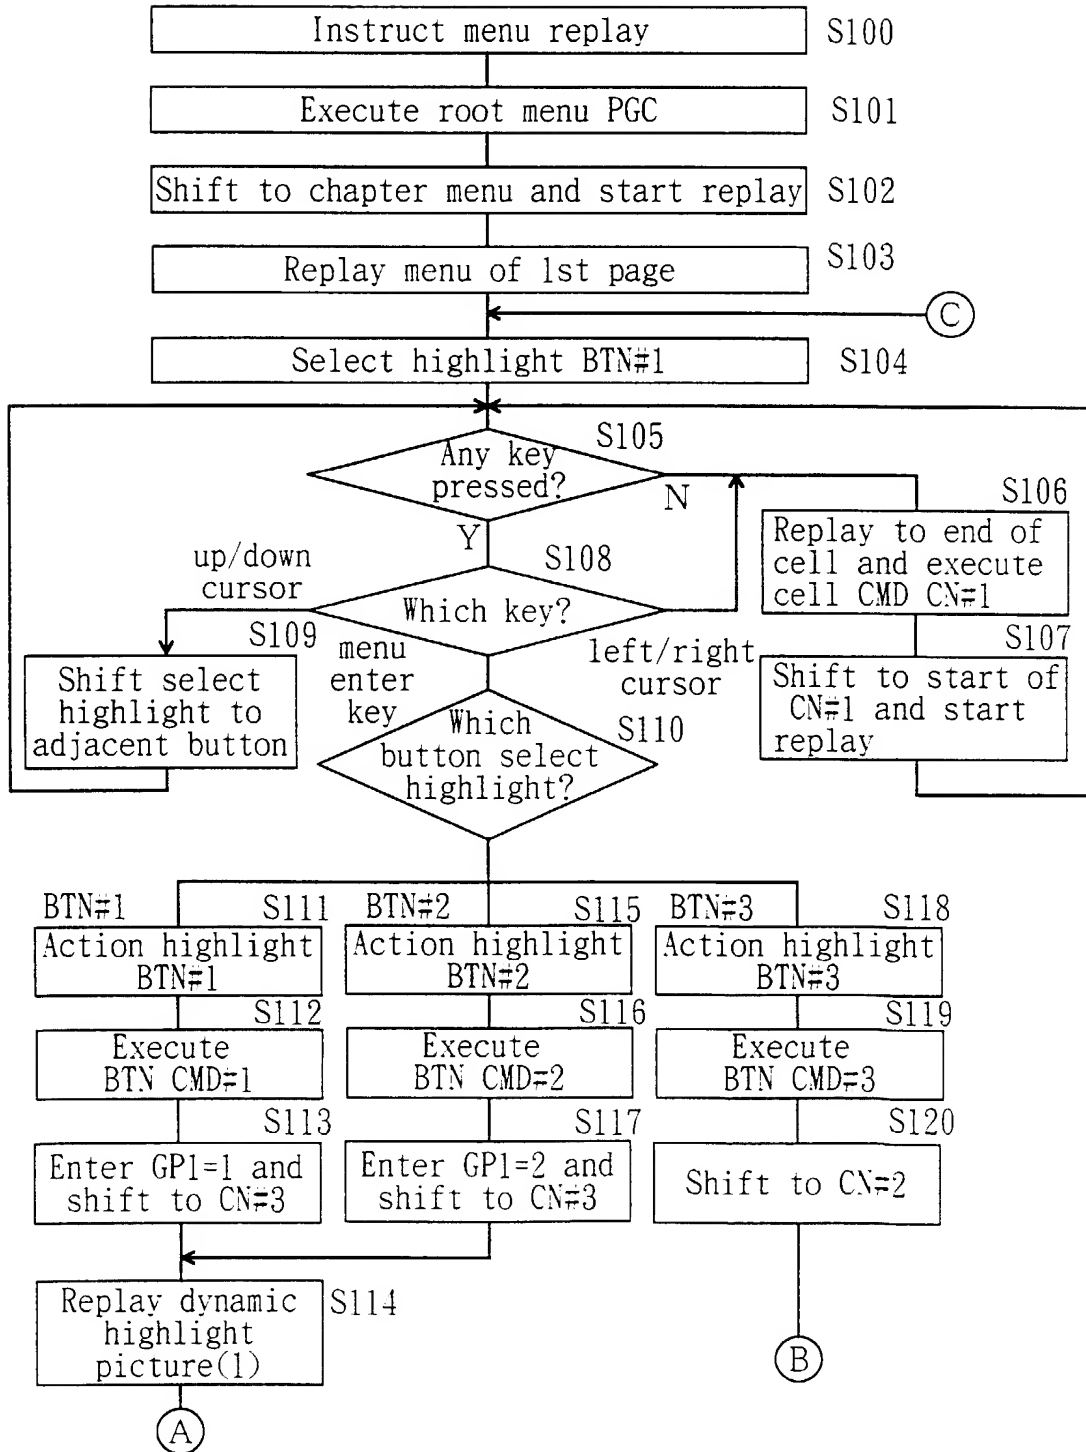 Instruct menu replay
S100
Execute root menu PGC
S101
Shift to chapter menu and start replay
S102
Replay menu of 1st page
S103
C
Select highlight BTN#1
S104
S105
Any key
pressed?
N
Y
S106
Replay to end of
cell and execute
cell CMD CN#1
up/down
cursor
S108
Which key?
S109
menu
enter
key
left/right
cursor
S107
Shift select
highlight to
adjacent button
Shift to start of
CN#1 and start
replay
S110
Which
button select
highlight?
BTN#1
S111
BTN#2
S115
BTN#3
S118
Action highlight
BTN#1
Action highlight
BTN#2
Action highlight
BTN#3
S112
S116
S119
Execute
BTN CMD#1
Execute
BTN CMD#2
Execute
BTN CMD#3
S113
S117
S120
Enter GP1=1 and
shift to CN#3
Enter GP1=2 and
shift to CN#3
Shift to CN#2
Replay dynamic
highlight
picture(1)
S114
B
A